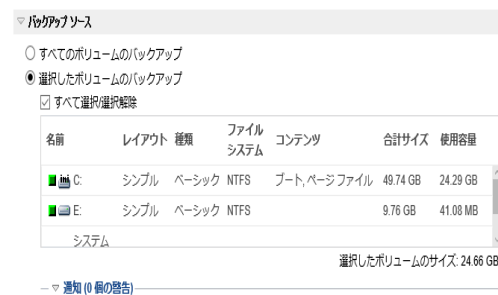 バックアップ ソース
すべてのボリュームのバックアップ
選択したボリュームのバックアップ
すべて選択/選択解除
名前 レイアウト 種類 ファイル システム コンテンツ 合計サイズ 使用容量
C: シンプル ベーシック NTFS ブート, ページ ファイル 49.74 GB 24.29 GB
E: シンプル ベーシック NTFS 9.76 GB 41.08 MB
システム
選択したボリュームのサイズ: 24.66 GB
通知 (0 個の警告)